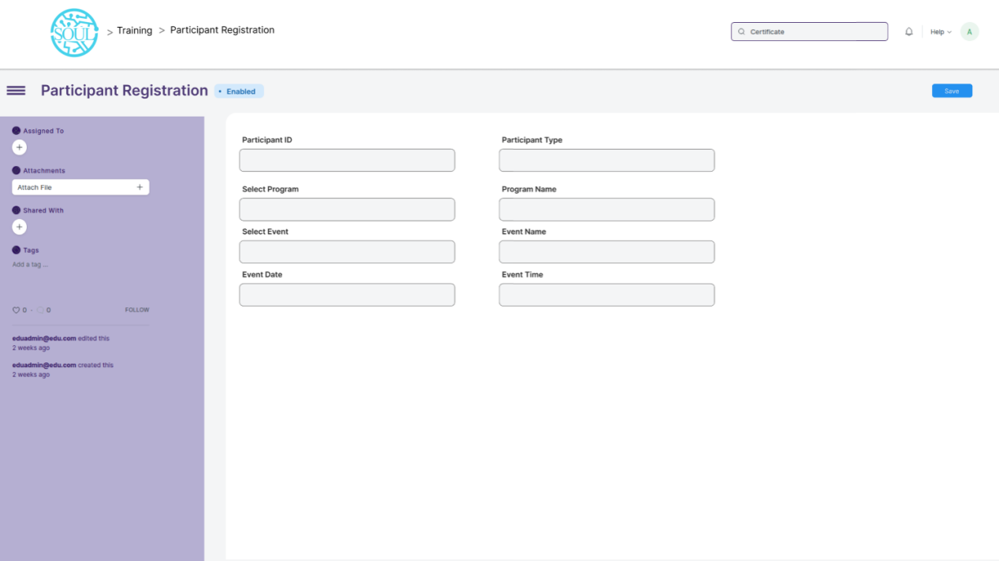 SOUL
> Training > Participant Registration
Certificate
Help
A
Participant Registration
• Enabled
Save
Assigned To
+
Attachments
Attach File +
Shared With
+
Tags
Add a tag ...
0 · 0
FOLLOW
eduadmin@edu.com edited this
2 weeks ago
eduadmin@edu.com created this
2 weeks ago
Participant ID
Participant Type
Select Program
Program Name
Select Event
Event Name
Event Date
Event Time